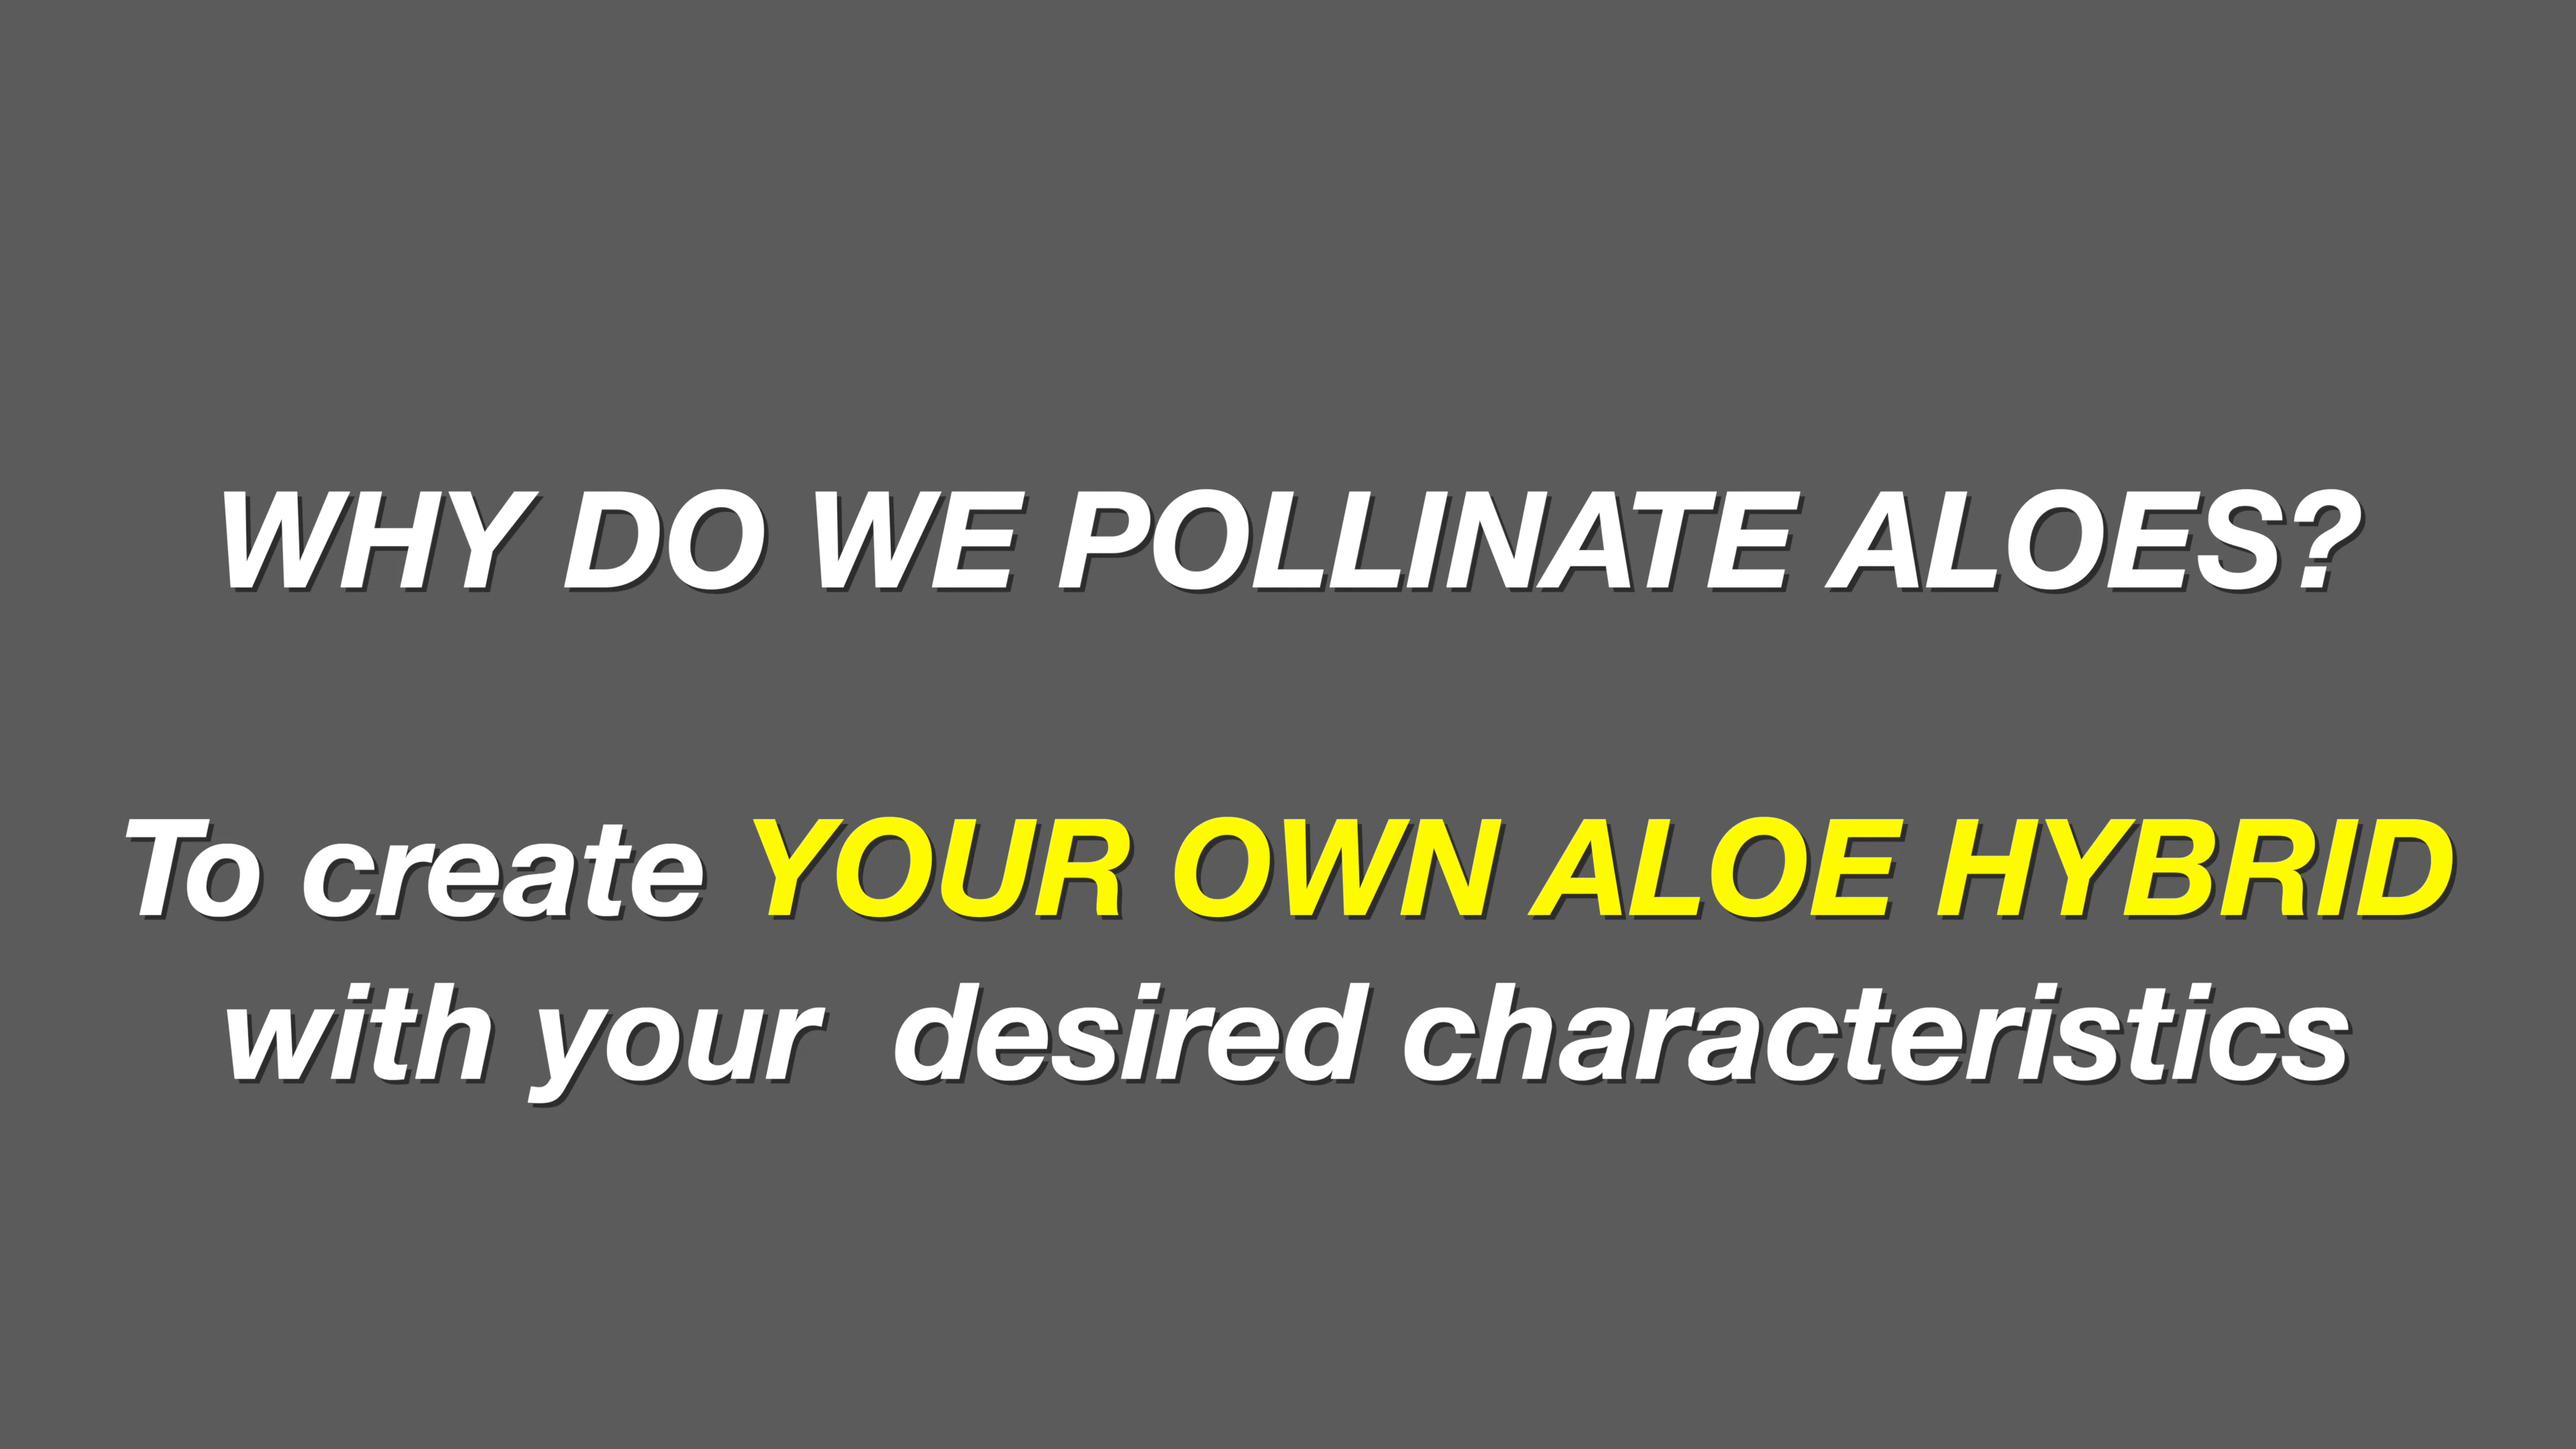 WHY DO WE POLLINATE ALOES?
To create YOUR OWN ALOE HYBRID
with your  desired characteristics